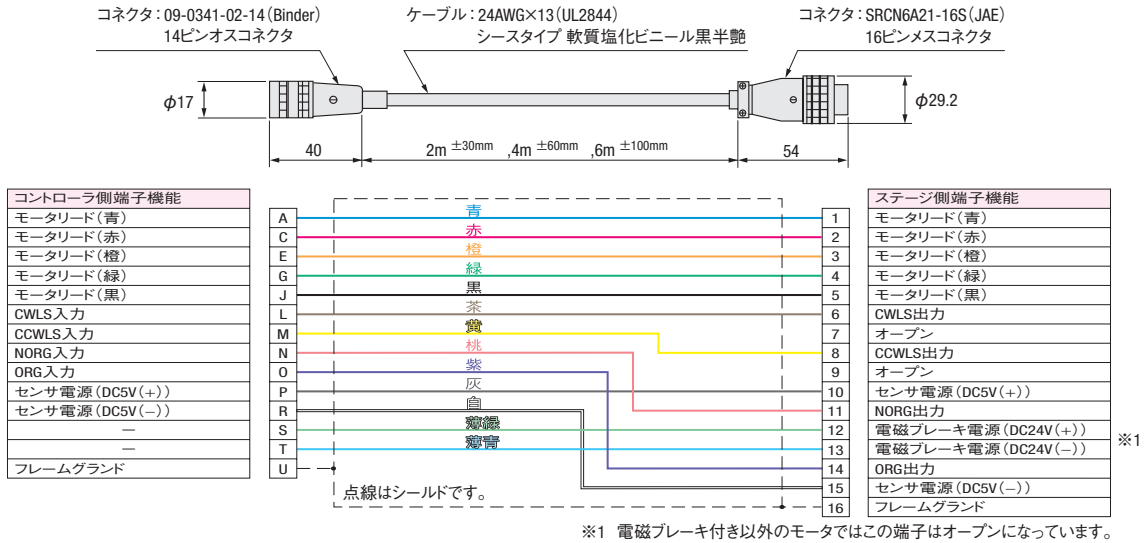 コネクタ：09-0341-02-14（Binder）
14ピンオスコネクタ
ケーブル：24AWG×13（UL2844）
シースタイプ 軟質塩化ビニール黒半艶
コネクタ：SRCN6A21-16S（JAE）
16ピンメスコネクタ
φ17
φ29.2
40
2m ±30mm ,4m ±60mm ,6m ±100mm
54
コントローラ側端子機能
モータリード（青）
モータリード（赤）
モータリード（橙）
モータリード（緑）
モータリード（黒）
CWLS入力
CCWLS入力
NORG入力
ORG入力
センサ電源（DC5V（+））
センサ電源（DC5V（−））
−
−
フレームグランド
A
C
E
G
J
L
M
N
O
P
R
S
T
U
青
赤
橙
緑
黒
茶
黄
桃
紫
灰
白
薄緑
薄青
点線はシールドです。
1
2
3
4
5
6
7
8
9
10
11
12
13
14
15
16
ステージ側端子機能
モータリード（青）
モータリード（赤）
モータリード（橙）
モータリード（緑）
モータリード（黒）
CWLS出力
オープン
CCWLS出力
オープン
センサ電源（DC5V（+））
NORG出力
電磁ブレーキ電源（DC24V（+））
電磁ブレーキ電源（DC24V（−））
ORG出力
センサ電源（DC5V（−））
フレームグランド
※1
※1 電磁ブレーキ付き以外のモータではこの端子はオープンになっています。